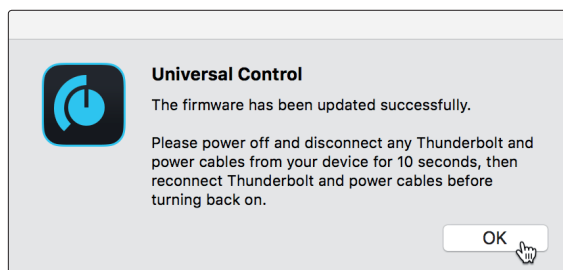 Universal Control
The firmware has been updated successfully.
Please power off and disconnect any Thunderbolt and
power cables from your device for 10 seconds, then
reconnect Thunderbolt and power cables before
turning back on.
OK